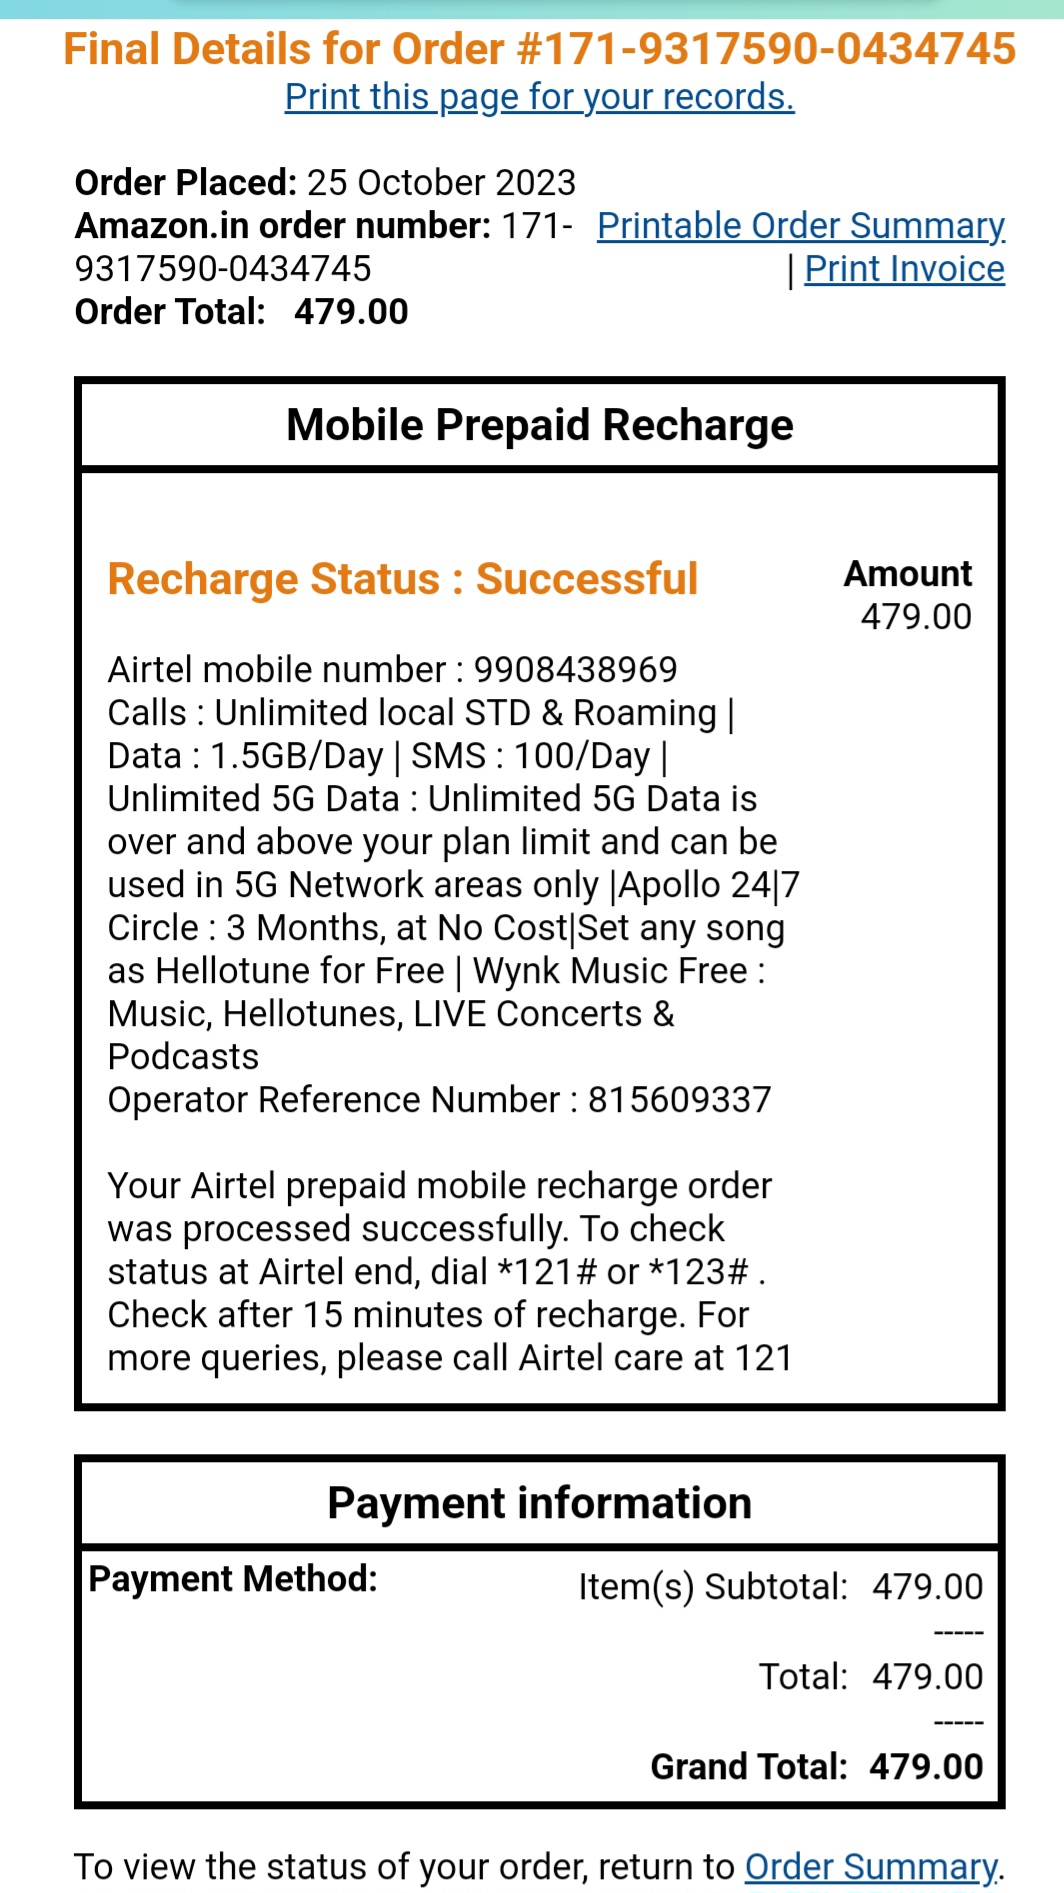 Final Details for Order #171-9317590-0434745
Print this page for your records.
Order Placed: 25 October 2023
Amazon.in order number: 171-
9317590-0434745
Order Total: 479.00
Printable Order Summary
| Print Invoice
Mobile Prepaid Recharge
Recharge Status : Successful
Amount
479.00
Airtel mobile number : 9908438969
Calls : Unlimited local STD & Roaming |
Data : 1.5GB/Day | SMS : 100/Day |
Unlimited 5G Data : Unlimited 5G Data is
over and above your plan limit and can be
used in 5G Network areas only |Apollo 24|7
Circle : 3 Months, at No Cost|Set any song
as Hellotune for Free | Wynk Music Free :
Music, Hellotunes, LIVE Concerts &
Podcasts
Operator Reference Number : 815609337
Your Airtel prepaid mobile recharge order
was processed successfully. To check
status at Airtel end, dial *121# or *123# .
Check after 15 minutes of recharge. For
more queries, please call Airtel care at 121
Payment information
Payment Method:
Item(s) Subtotal: 479.00
-----
Total: 479.00
-----
Grand Total: 479.00
To view the status of your order, return to Order Summary.